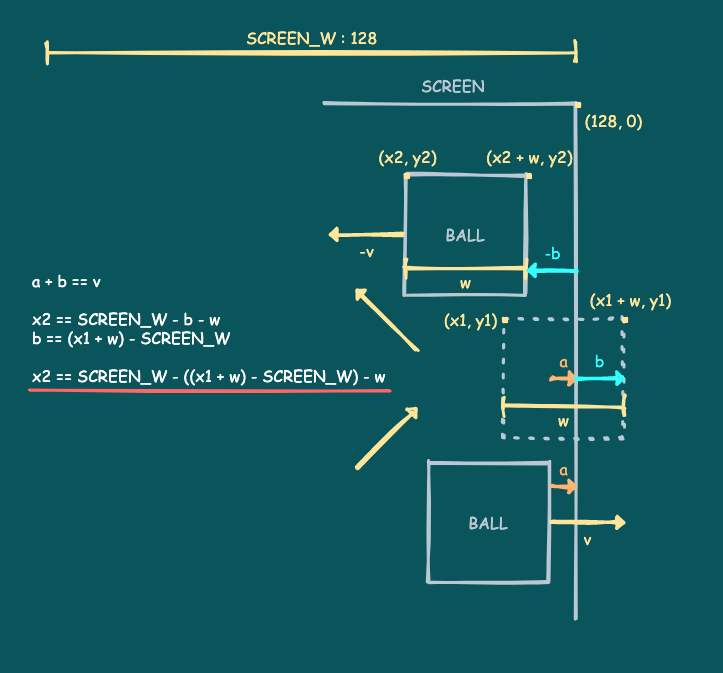 SCREEN_W : 128
SCREEN
(128, 0)
(x2, y2)
(x2 + w, y2)
BALL
-v
-b
w
a + b == v
x2 == SCREEN_W - b - w
b == (x1 + w) - SCREEN_W
x2 == SCREEN_W - ((x1 + w) - SCREEN_W) - w
(x1 + w, y1)
(x1, y1)
a
b
w
a
BALL
v